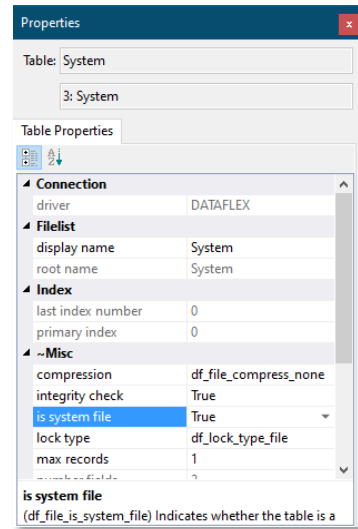 Properties
x
Table: System
3: System
Table Properties
Connection
driver DATAFLEX
Filelist
display name System
root name System
Index
last index number 0
primary index 0
~Misc
compression df_file_compress_none
integrity check True
is system file True
lock type df_lock_type_file
max records 1
number fields
is system file
(df_file_is_system_file) Indicates whether the table is a